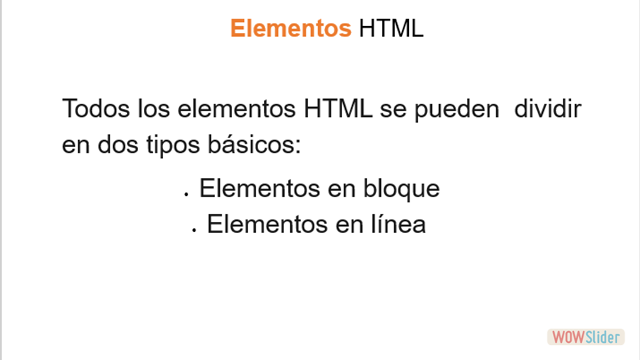 Elementos HTML
Todos los elementos HTML se pueden dividir
en dos tipos básicos:
. Elementos en bloque
. Elementos en línea
WOWSlider